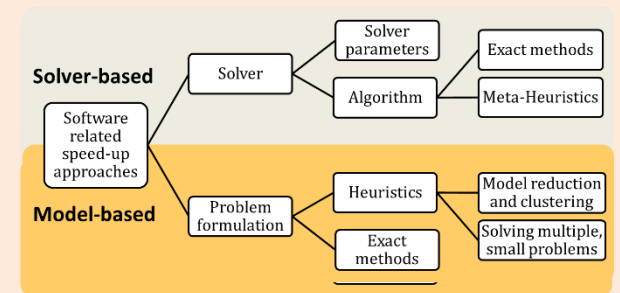 Solver-based
Software
related
speed-up
approaches
Model-based
Solver
Solver
parameters
Algorithm
Exact methods
Meta-Heuristics
Problem
formulation
Heuristics
Exact
methods
Model reduction
and clustering
Solving multiple,
small problems